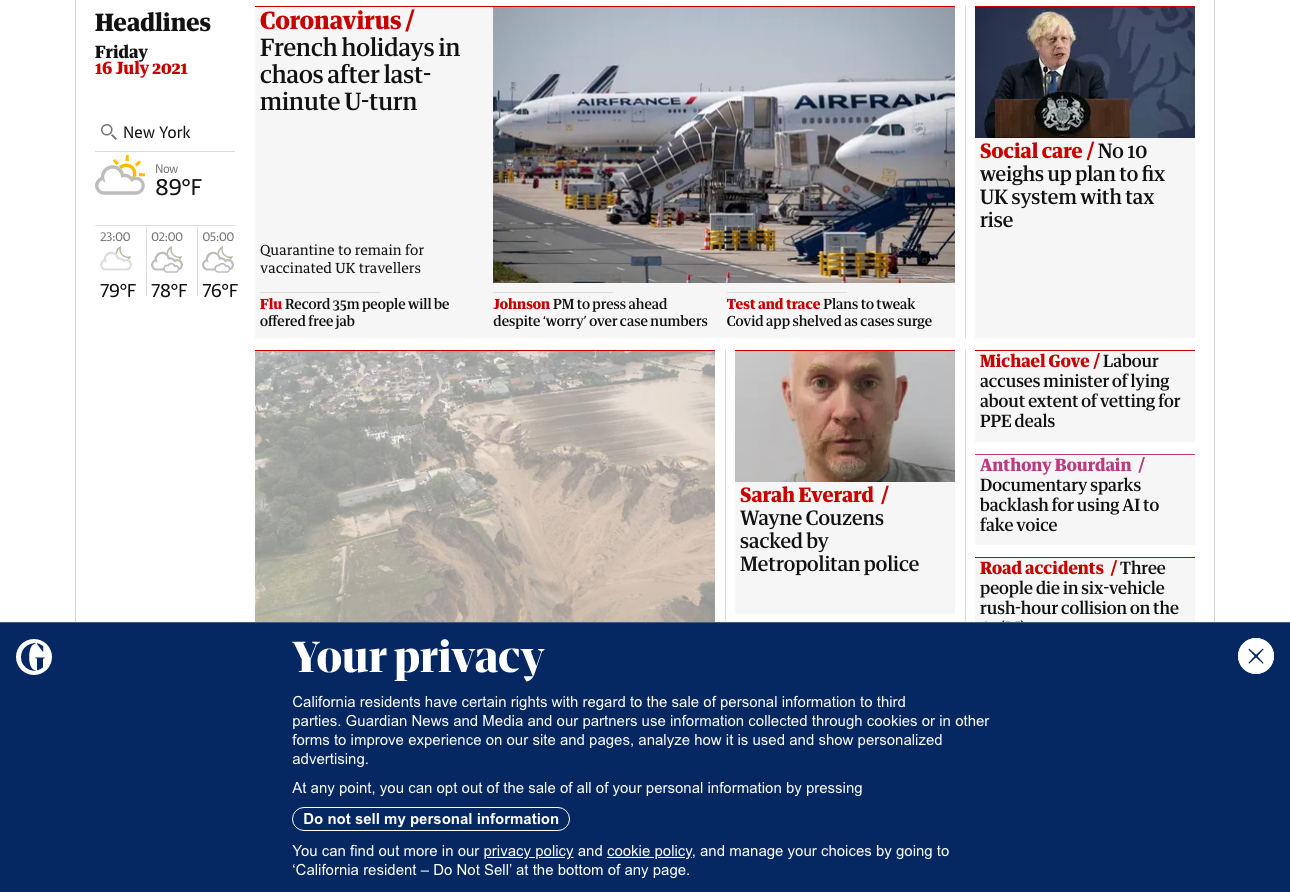 Headlines
Friday
16 July 2021
New York
Now
89°F
23:00
02:00
05:00
79°F
78°F
76°F
Coronavirus /
French holidays in
chaos after last-
minute U-turn
Quarantine to remain for
vaccinated UK travellers
AIRFRANCE
AIRFRANC
Flu Record 35m people will be
offered free jab
Johnson PM to press ahead
despite ‘worry’ over case numbers
Test and trace Plans to tweak
Covid app shelved as cases surge
Social care / No 10
weighs up plan to fix
UK system with tax
rise
Sarah Everard /
Wayne Couzens
sacked by
Metropolitan police
Michael Gove / Labour
accuses minister of lying
about extent of vetting for
PPE deals
Anthony Bourdain /
Documentary sparks
backlash for using AI to
fake voice
Road accidents / Three
people die in six-vehicle
rush-hour collision on the
G
Your privacy
California residents have certain rights with regard to the sale of personal information to third
parties. Guardian News and Media and our partners use information collected through cookies or in other
forms to improve experience on our site and pages, analyze how it is used and show personalized
advertising.
At any point, you can opt out of the sale of all of your personal information by pressing
Do not sell my personal information
You can find out more in our privacy policy and cookie policy, and manage your choices by going to
‘California resident – Do Not Sell’ at the bottom of any page.